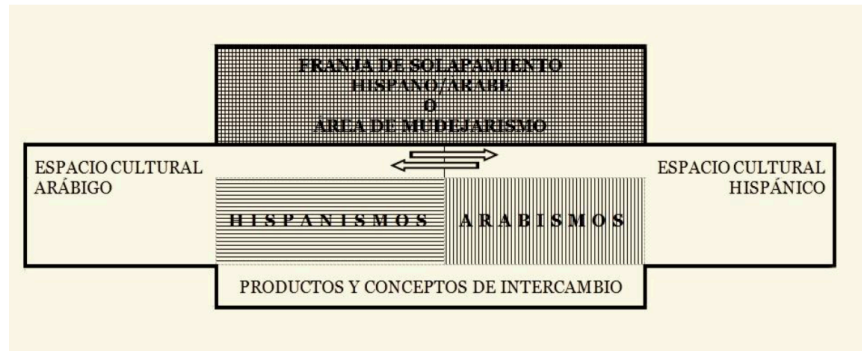 FRANJA DE SOLAPAMIENTO
HISPANO/ARABE
O
ÁREA DE MUDEJARISMO
ESPACIO CULTURAL
ARÁBIGO
ESPACIO CULTURAL
HISPÁNICO
HISPANISMOS
ARABISMOS
PRODUCTOS Y CONCEPTOS DE INTERCAMBIO